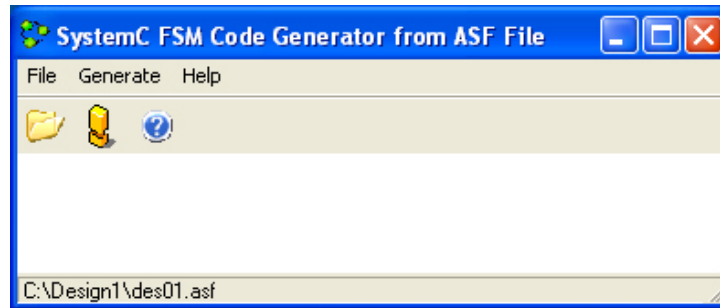 SystemC FSM Code Generator from ASF File
File Generate Help
C:\Design1\des01.asf